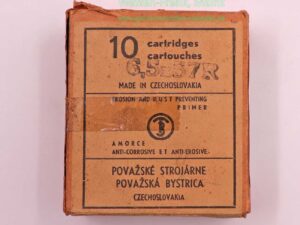 10 cartridges
cartouches
6,5x57R
MADE IN CZECHOSLOVAKIA
EROSION AND RUST PREVENTING
PRIMER
AMORCE
ANTI-CORROSIVE ET ANTI-EROSIVE
POVAŽSKÉ STROJÁRNE
POVAŽSKÁ BYSTRICA
CZECHOSLOVAKIA